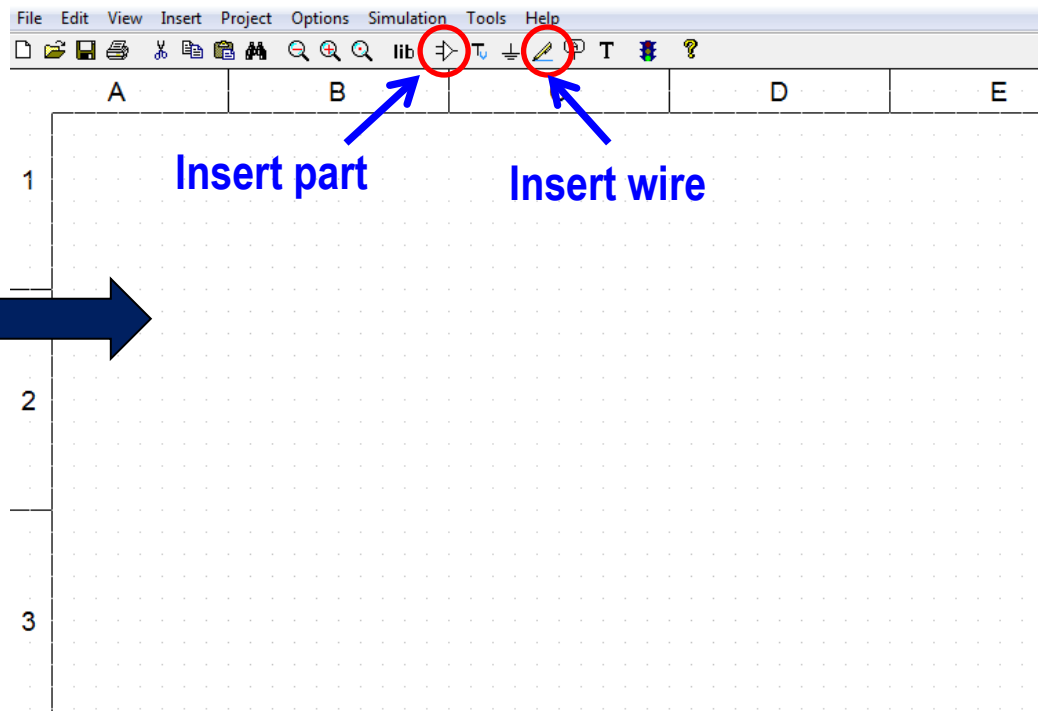 File Edit View Insert Project Options Simulation Tools Help
lib T T ?
A B D E
1 Insert part Insert wire
2
3